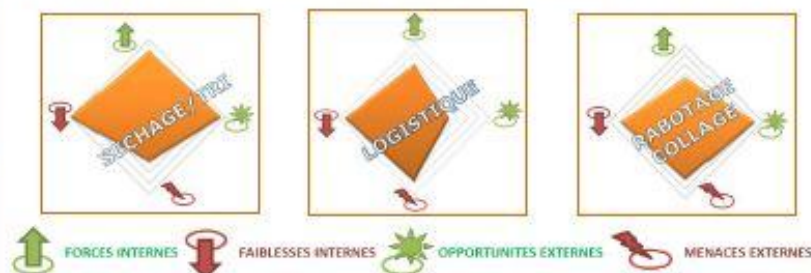 SECHAGE/TRI
LOGISTIQUE
RABOTAGE
COLLAGE
FORCES INTERNES
FAIBLESSES INTERNES
OPPORTUNITES EXTERNES
MENACES EXTERNES